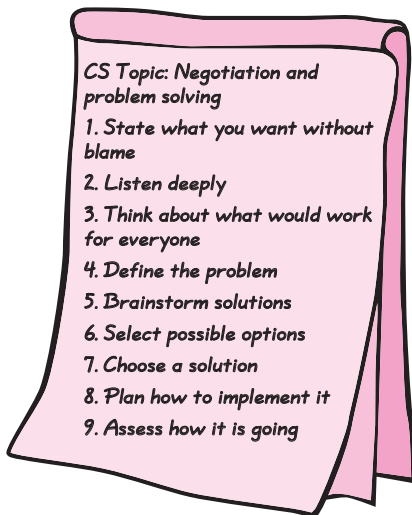 CS Topic: Negotiation and
problem solving
1. State what you want without
blame
2. Listen deeply
3. Think about what would work
for everyone
4. Define the problem
5. Brainstorm solutions
6. Select possible options
7. Choose a solution
8. Plan how to implement it
9. Assess how it is going